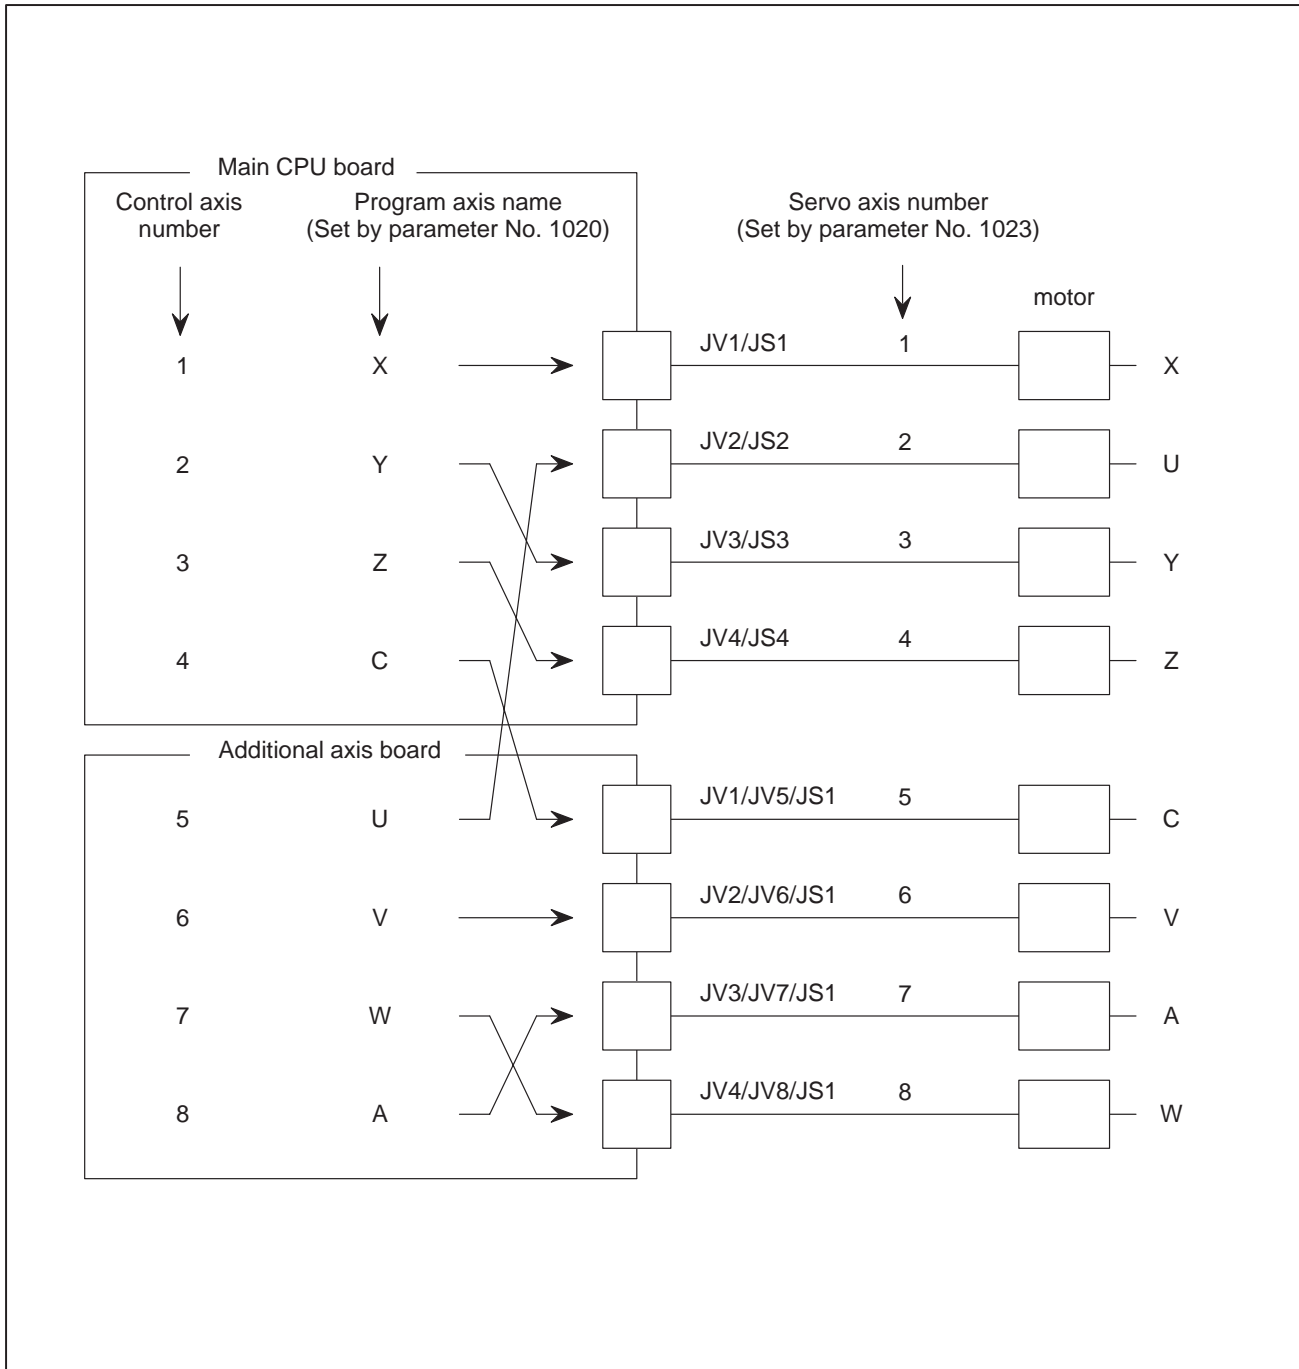 Main CPU board
Control axis
number
Program axis name
(Set by parameter No. 1020)
Servo axis number
(Set by parameter No. 1023)
motor
1 X JV1/JS1 1 X
2 Y JV2/JS2 2 U
3 Z JV3/JS3 3 Y
4 C JV4/JS4 4 Z
Additional axis board
5 U JV1/JV5/JS1 5 C
6 V JV2/JV6/JS1 6 V
7 W JV3/JV7/JS1 7 A
8 A JV4/JV8/JS1 8 W